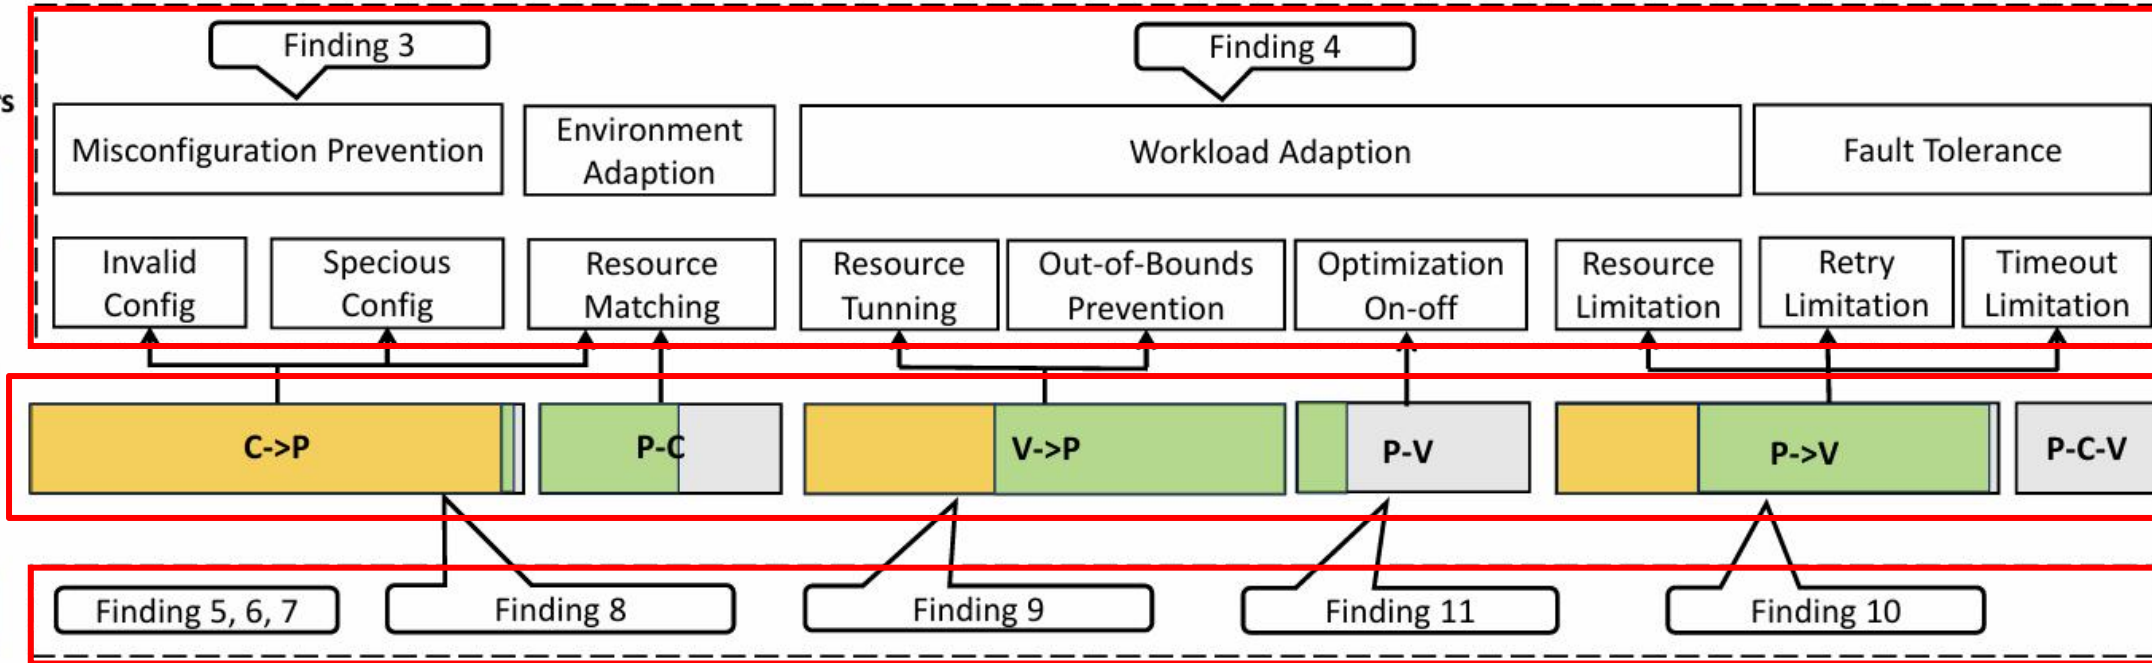 Finding 3
Finding 4
rs
Misconfiguration Prevention
Environment
Adaption
Workload Adaption
Fault Tolerance
Invalid
Config
Specious
Config
Resource
Matching
Resource
Tunning
Out-of-Bounds
Prevention
Optimization
On-off
Resource
Limitation
Retry
Limitation
Timeout
Limitation
C->P
P-C
V->P
P-V
P->V
P-C-V
Finding 5, 6, 7
Finding 8
Finding 9
Finding 11
Finding 10